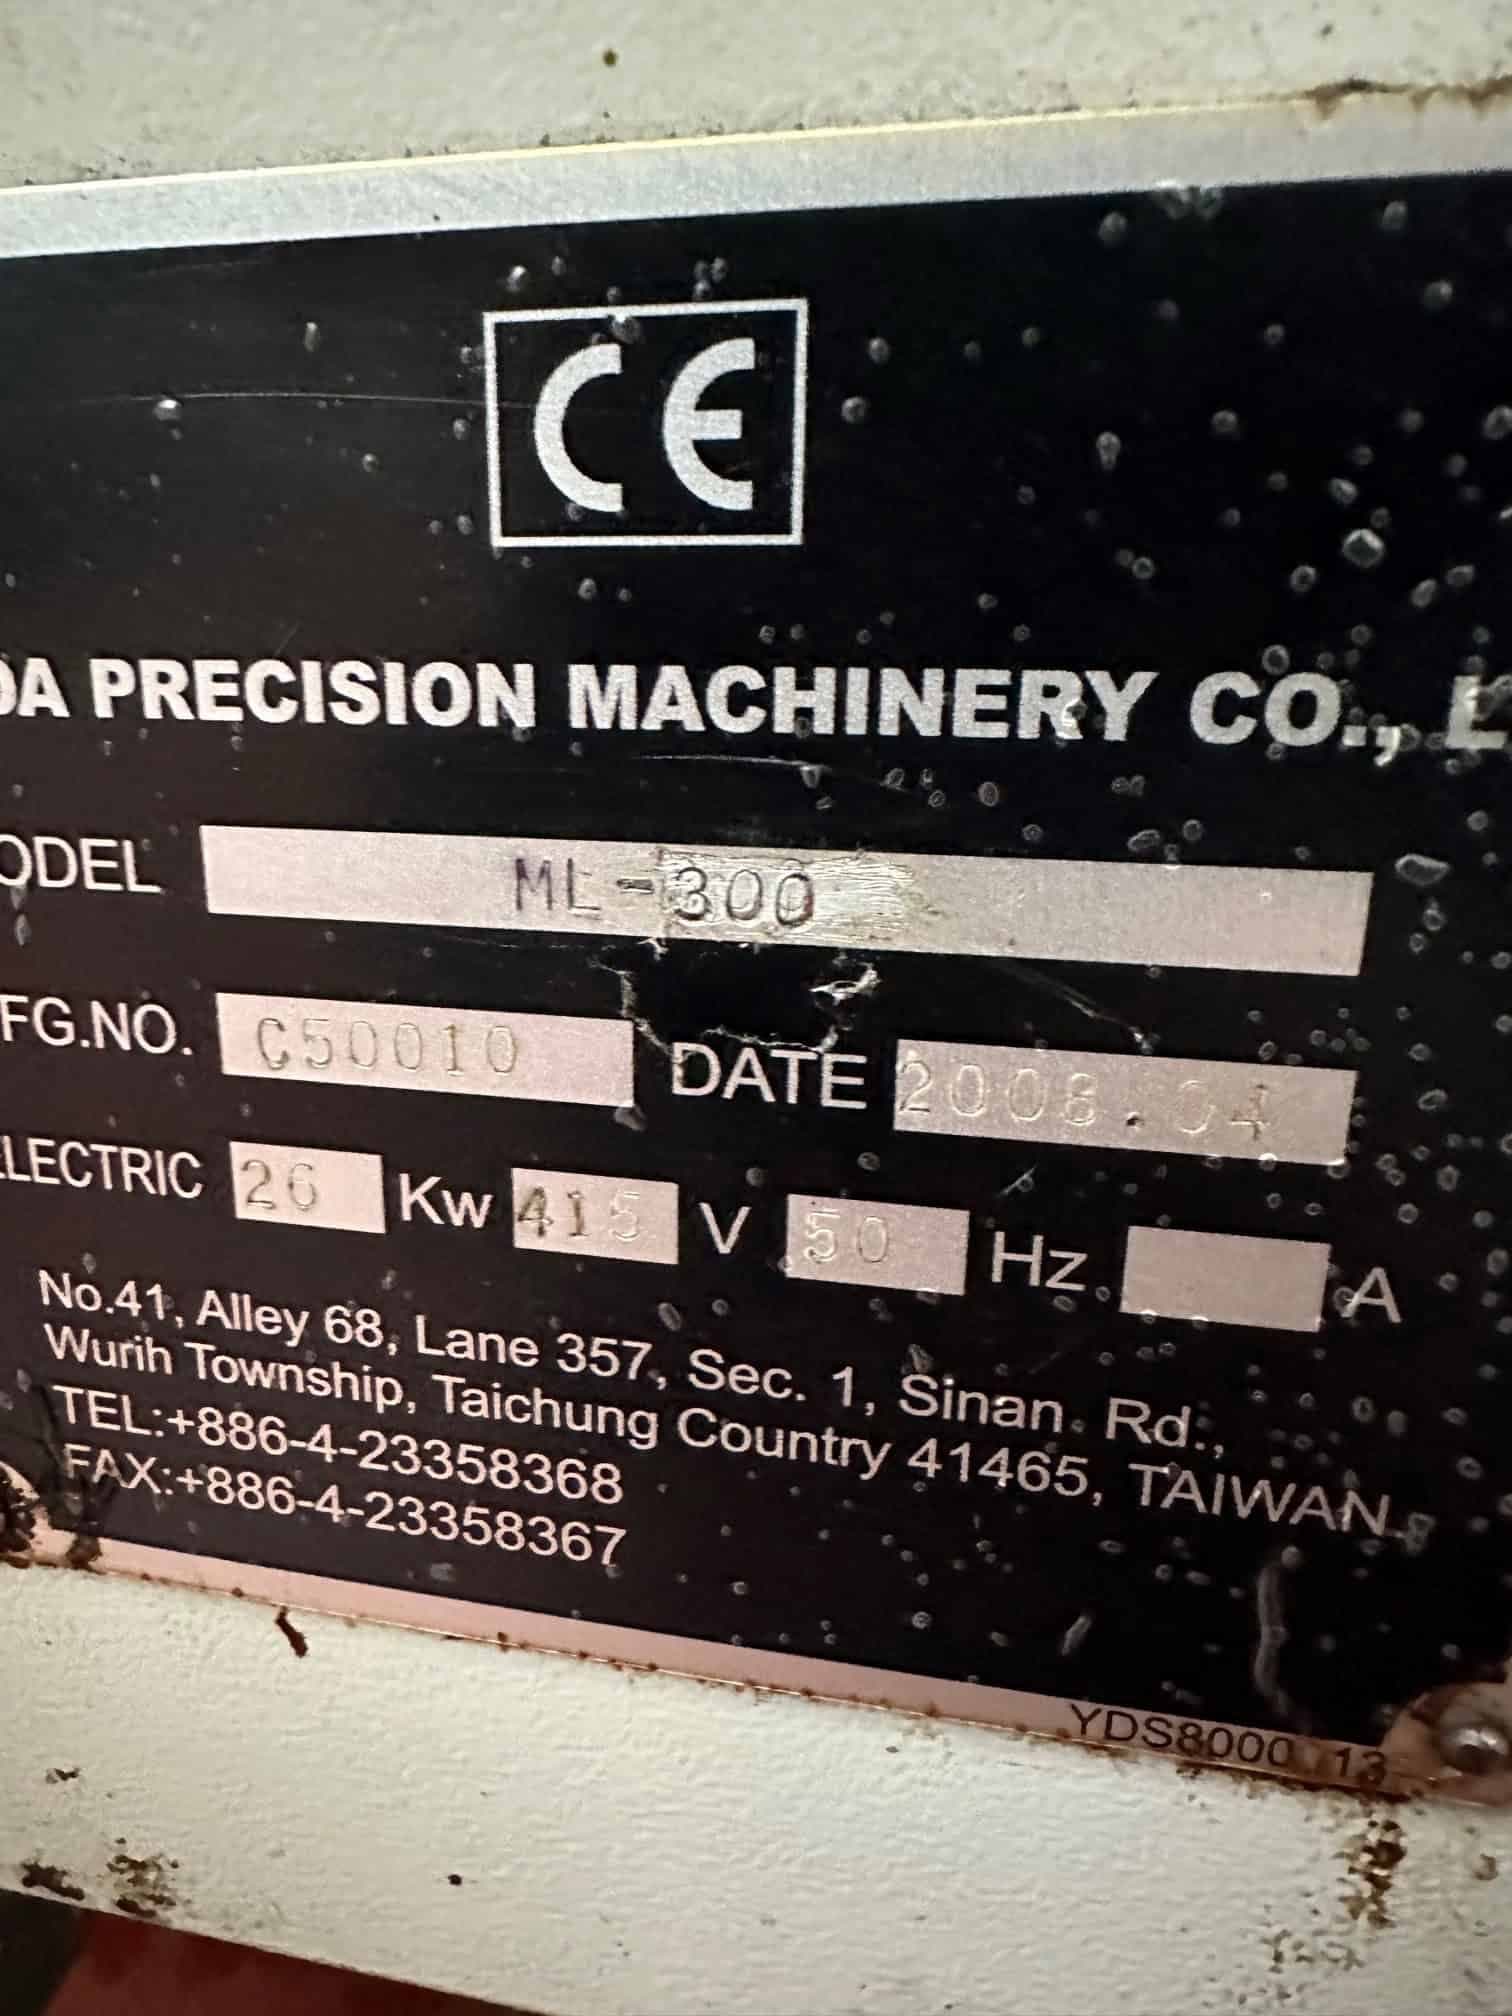 CE
DA PRECISION MACHINERY CO., L
ODEL ML-300
FG.NO. C50010 DATE 2008.04
ELECTRIC 26 Kw 415 V 50 Hz A
No.41, Alley 68, Lane 357, Sec. 1, Sinan. Rd.,
Wurih Township, Taichung Country 41465, TAIWAN.
TEL:+886-4-23358368
FAX:+886-4-23358367
YDS8000 13